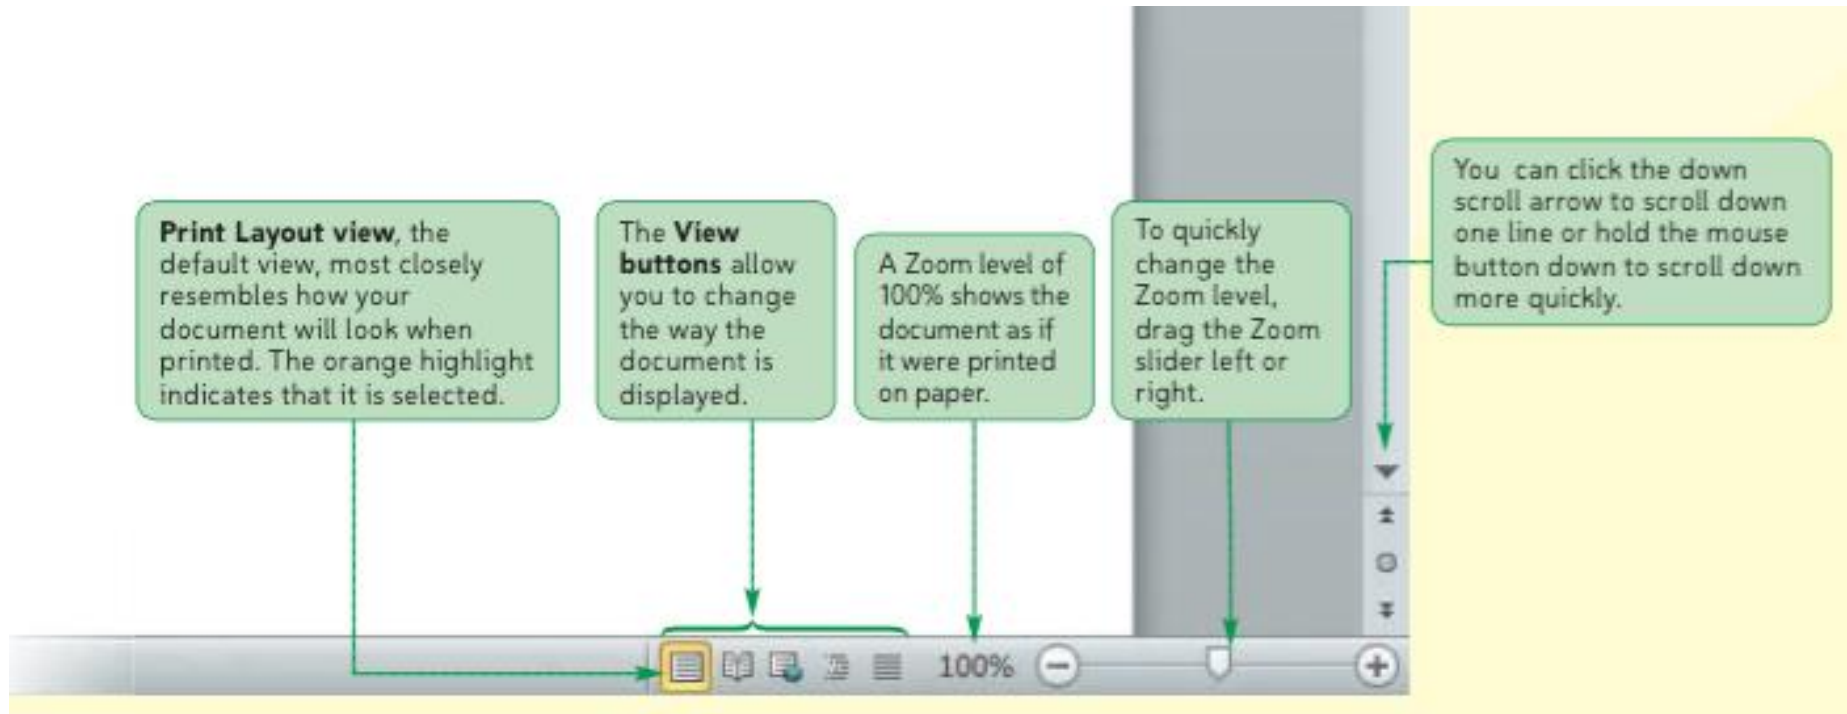 Print Layout view, the
default view, most closely
resembles how your
document will look when
printed. The orange highlight
indicates that it is selected.
The View
buttons allow
you to change
the way the
document is
displayed.
A Zoom level of
100% shows the
document as if
it were printed
on paper.
To quickly
change the
Zoom level,
drag the Zoom
slider left or
right.
You can click the down
scroll arrow to scroll down
one line or hold the mouse
button down to scroll down
more quickly.
100%